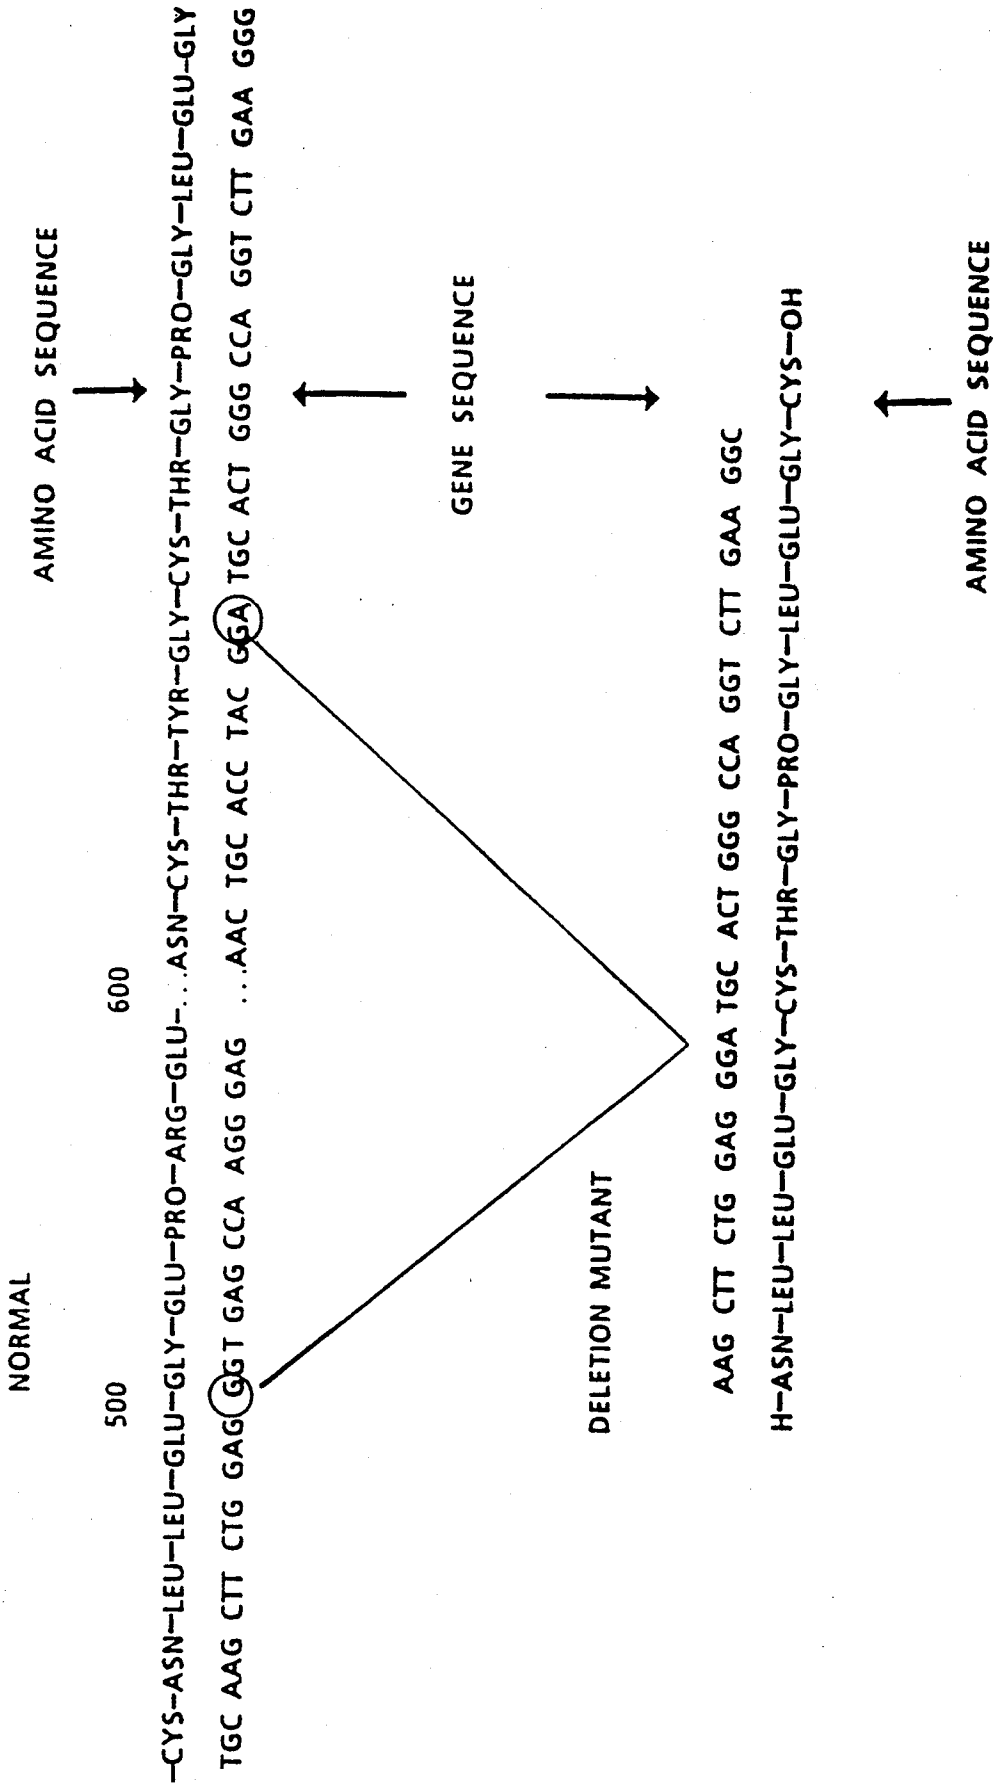 NORMAL
AMINO ACID SEQUENCE
500
600
—CYS—ASN—LEU—LEU—GLU—GLY—GLU—PRO—ARG—GLU—...ASN—CYS—THR—TYR—GLY—CYS—THR—GLY—PRO—GLY—LEU—GLU—GLY
TGC AAG CTT CTG GAG GGT GAG CCA AGG GAG ...AAC TGC ACC TAC GGA TGC ACT GGG CCA GGT CTT GAA GGG
GENE SEQUENCE
DELETION MUTANT
AAG CTT CTG GAG GGA TGC ACT GGG CCA GGT CTT GAA GGC
H—ASN—LEU—LEU—GLU—GLY—CYS—THR—GLY—PRO—GLY—LEU—GLU—GLY—CYS—OH
AMINO ACID SEQUENCE